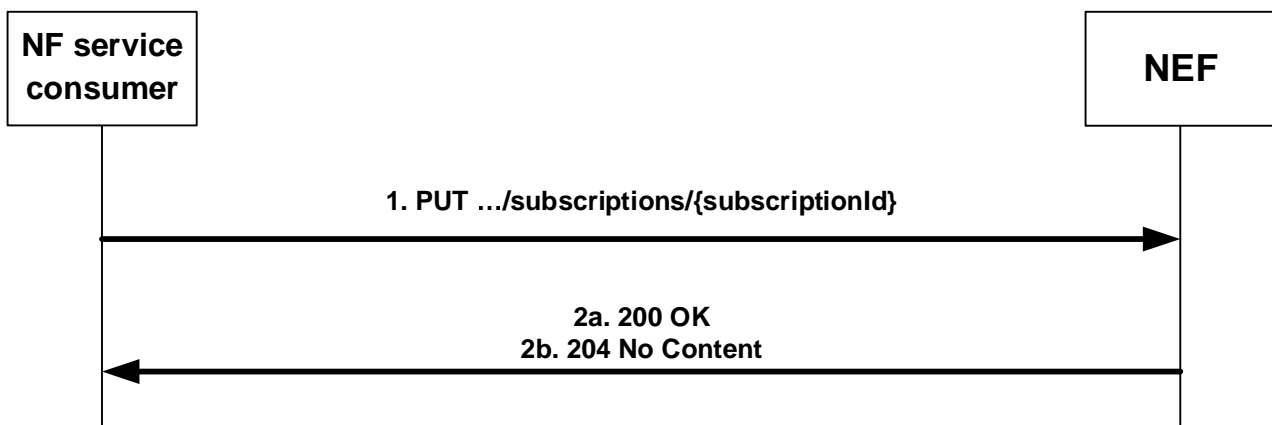 NF service
consumer
NEF
1. PUT …/subscriptions/{subscriptionId}
2a. 200 OK
2b. 204 No Content